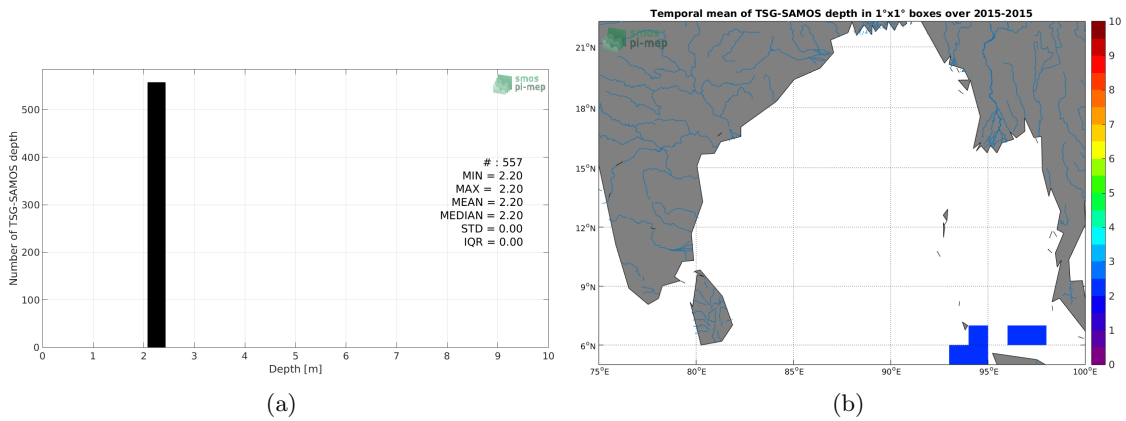 smos
pi-mep
# : 557
MIN = 2.20
MAX = 2.20
MEAN = 2.20
MEDIAN = 2.20
STD = 0.00
IQR = 0.00
Number of TSG-SAMOS depth
500
400
300
200
100
0
0 1 2 3 4 5 6 7 8 9 10
Depth [m]
(a)
Temporal mean of TSG-SAMOS depth in 1°x1° boxes over 2015-2015
smos
pi-mep
21°N
18°N
15°N
12°N
9°N
6°N
75°E 80°E 85°E 90°E 95°E 100°E
10
9
8
7
6
5
4
3
2
1
0
(b)